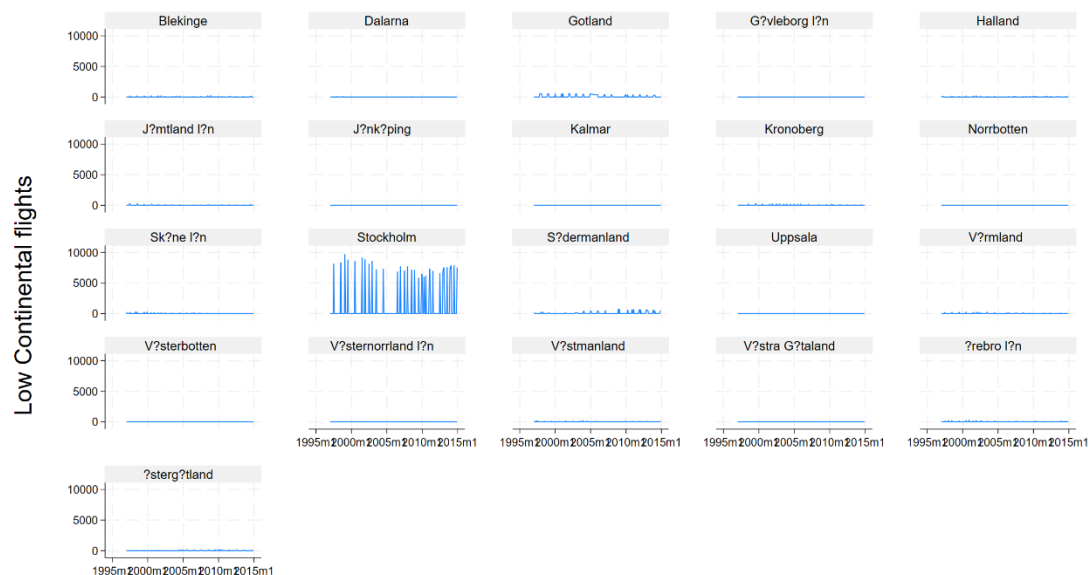 Low Continental flights
Blekinge Dalarna Gotland G?vleborg l?n Halland
10000
5000
0
J?mtland l?n J?nk?ping Kalmar Kronoberg Norrbotten
10000
5000
0
Sk?ne l?n Stockholm S?dermanland Uppsala V?rmland
10000
5000
0
V?sterbotten V?sternorrland l?n V?stmanland V?stra G?taland ?rebro l?n
10000
5000
0
1995m1 2000m1 2005m1 2010m1 2015m1 1995m1 2000m1 2005m1 2010m1 2015m1 1995m1 2000m1 2005m1 2010m1 2015m1 1995m1 2000m1 2005m1 2010m1 2015m1
?sterg?tland
10000
5000
0
1995m1 2000m1 2005m1 2010m1 2015m1